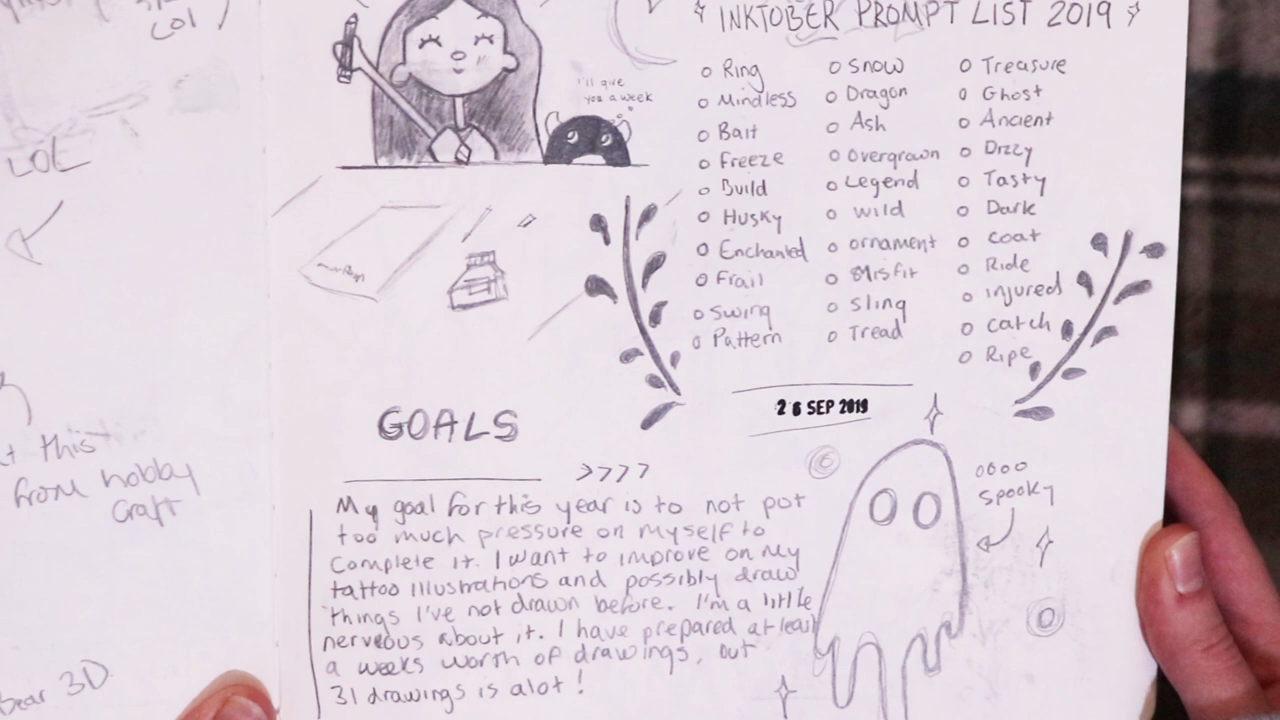 LOL
LOL
t this
from hobby
craft
Bear 3D
I'll give
you a week
INKTOBER PROMPT LIST 2019
Ring
Mindless
Bait
Freeze
Build
Husky
Enchanted
Frail
Swing
Pattern
Snow
Dragon
Ash
Overgrown
Legend
Wild
ornament
Misfit
Sling
Tread
Treasure
Ghost
Ancient
Dizzy
Tasty
Dark
Coat
Ride
injured
catch
Ripe
26 SEP 2019
GOALS
My goal for this year is to not put
too much pressure on myself to
complete it. I want to improve on my
tattoo illustrations and possibly draw
things I've not drawn before. I'm a little
nerveous about it. I have prepared at least
a weeks worth of drawings, but
31 drawings is alot!
oooo
spooky